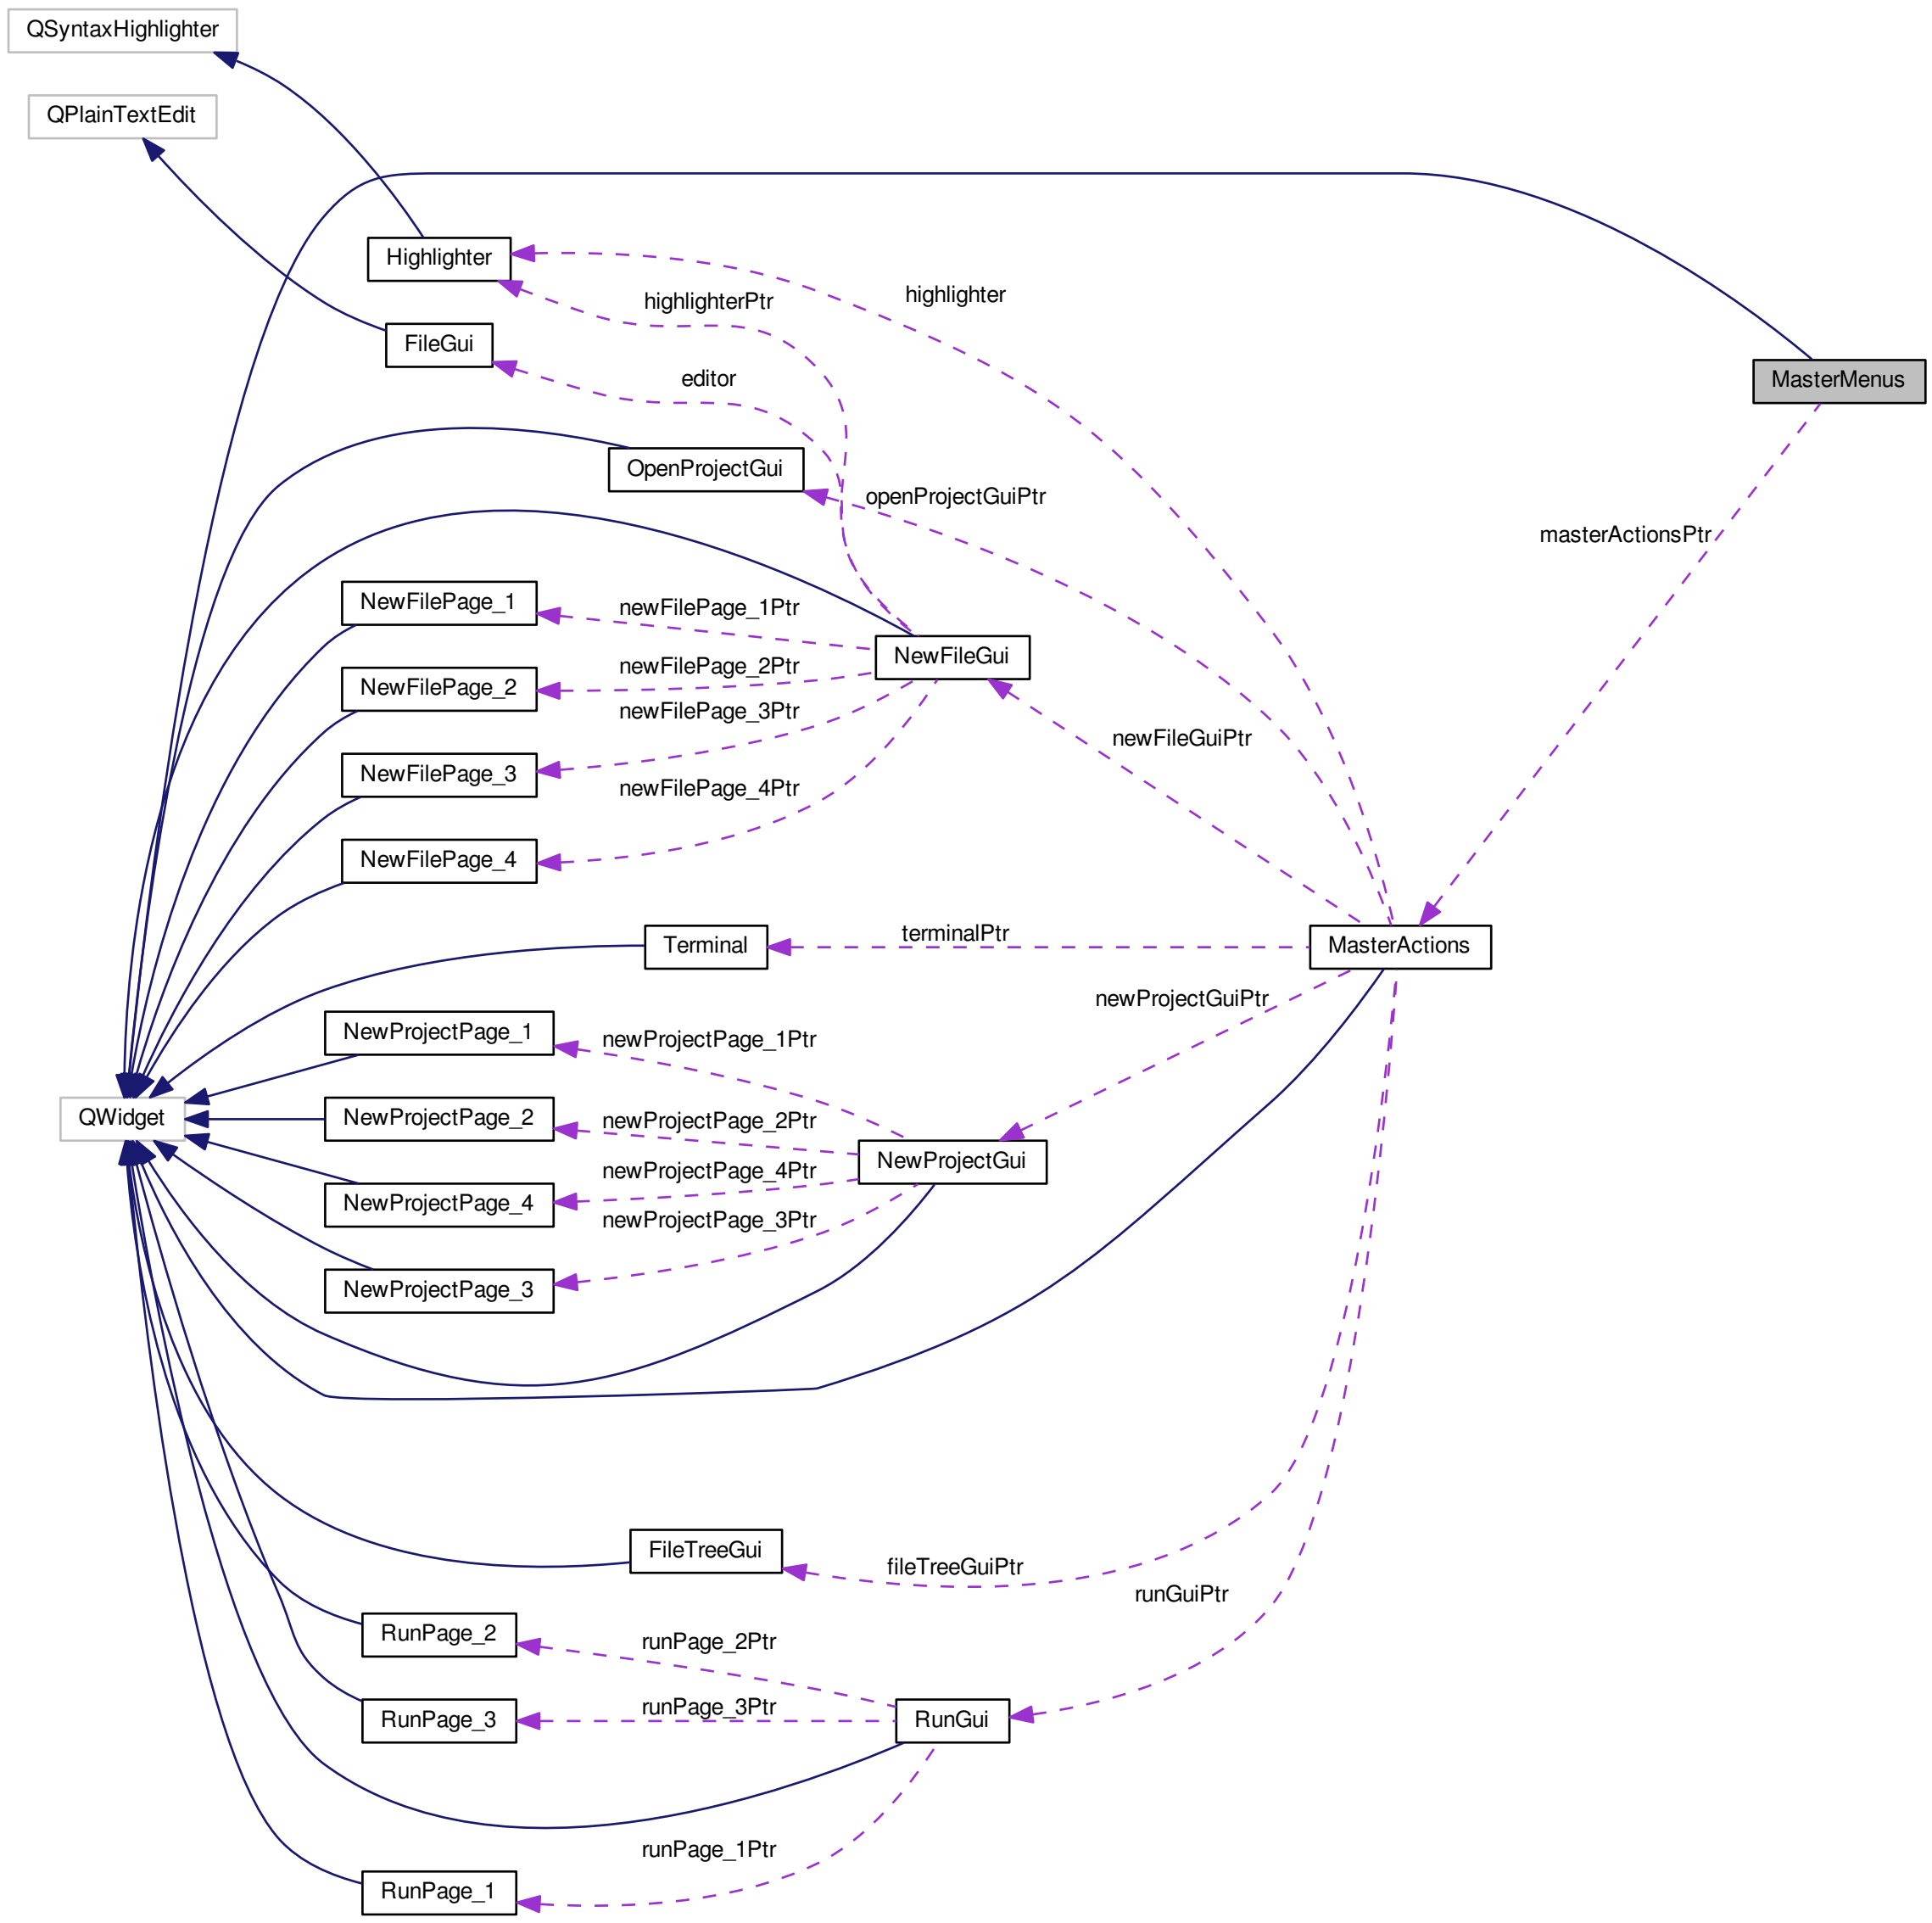 QSyntaxHighlighter
QPlainTextEdit
Highlighter
highlighter
highlighterPtr
FileGui
editor
MasterMenus
OpenProjectGui
openProjectGuiPtr
masterActionsPtr
NewFilePage_1
newFilePage_1Ptr
NewFileGui
newFilePage_2Ptr
NewFilePage_2
newFilePage_3Ptr
newFileGuiPtr
NewFilePage_3
newFilePage_4Ptr
NewFilePage_4
Terminal
terminalPtr
MasterActions
newProjectGuiPtr
NewProjectPage_1
newProjectPage_1Ptr
QWidget
NewProjectPage_2
newProjectPage_2Ptr
NewProjectGui
newProjectPage_4Ptr
NewProjectPage_4
newProjectPage_3Ptr
NewProjectPage_3
FileTreeGui
fileTreeGuiPtr
runGuiPtr
RunPage_2
runPage_2Ptr
runPage_3Ptr
RunPage_3
RunGui
runPage_1Ptr
RunPage_1